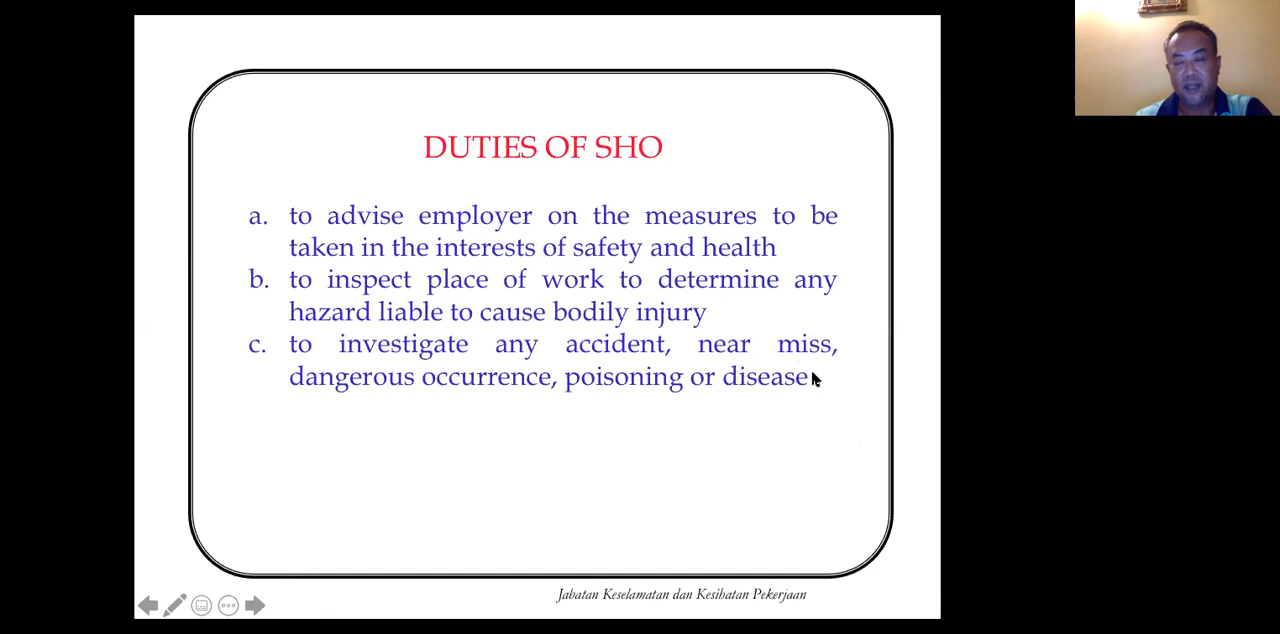 DUTIES OF SHO
a. to advise employer on the measures to be
taken in the interests of safety and health
b. to inspect place of work to determine any
hazard liable to cause bodily injury
c. to investigate any accident, near miss,
dangerous occurrence, poisoning or disease
Jabatan Keselamatan dan Kesihatan Pekerjaan